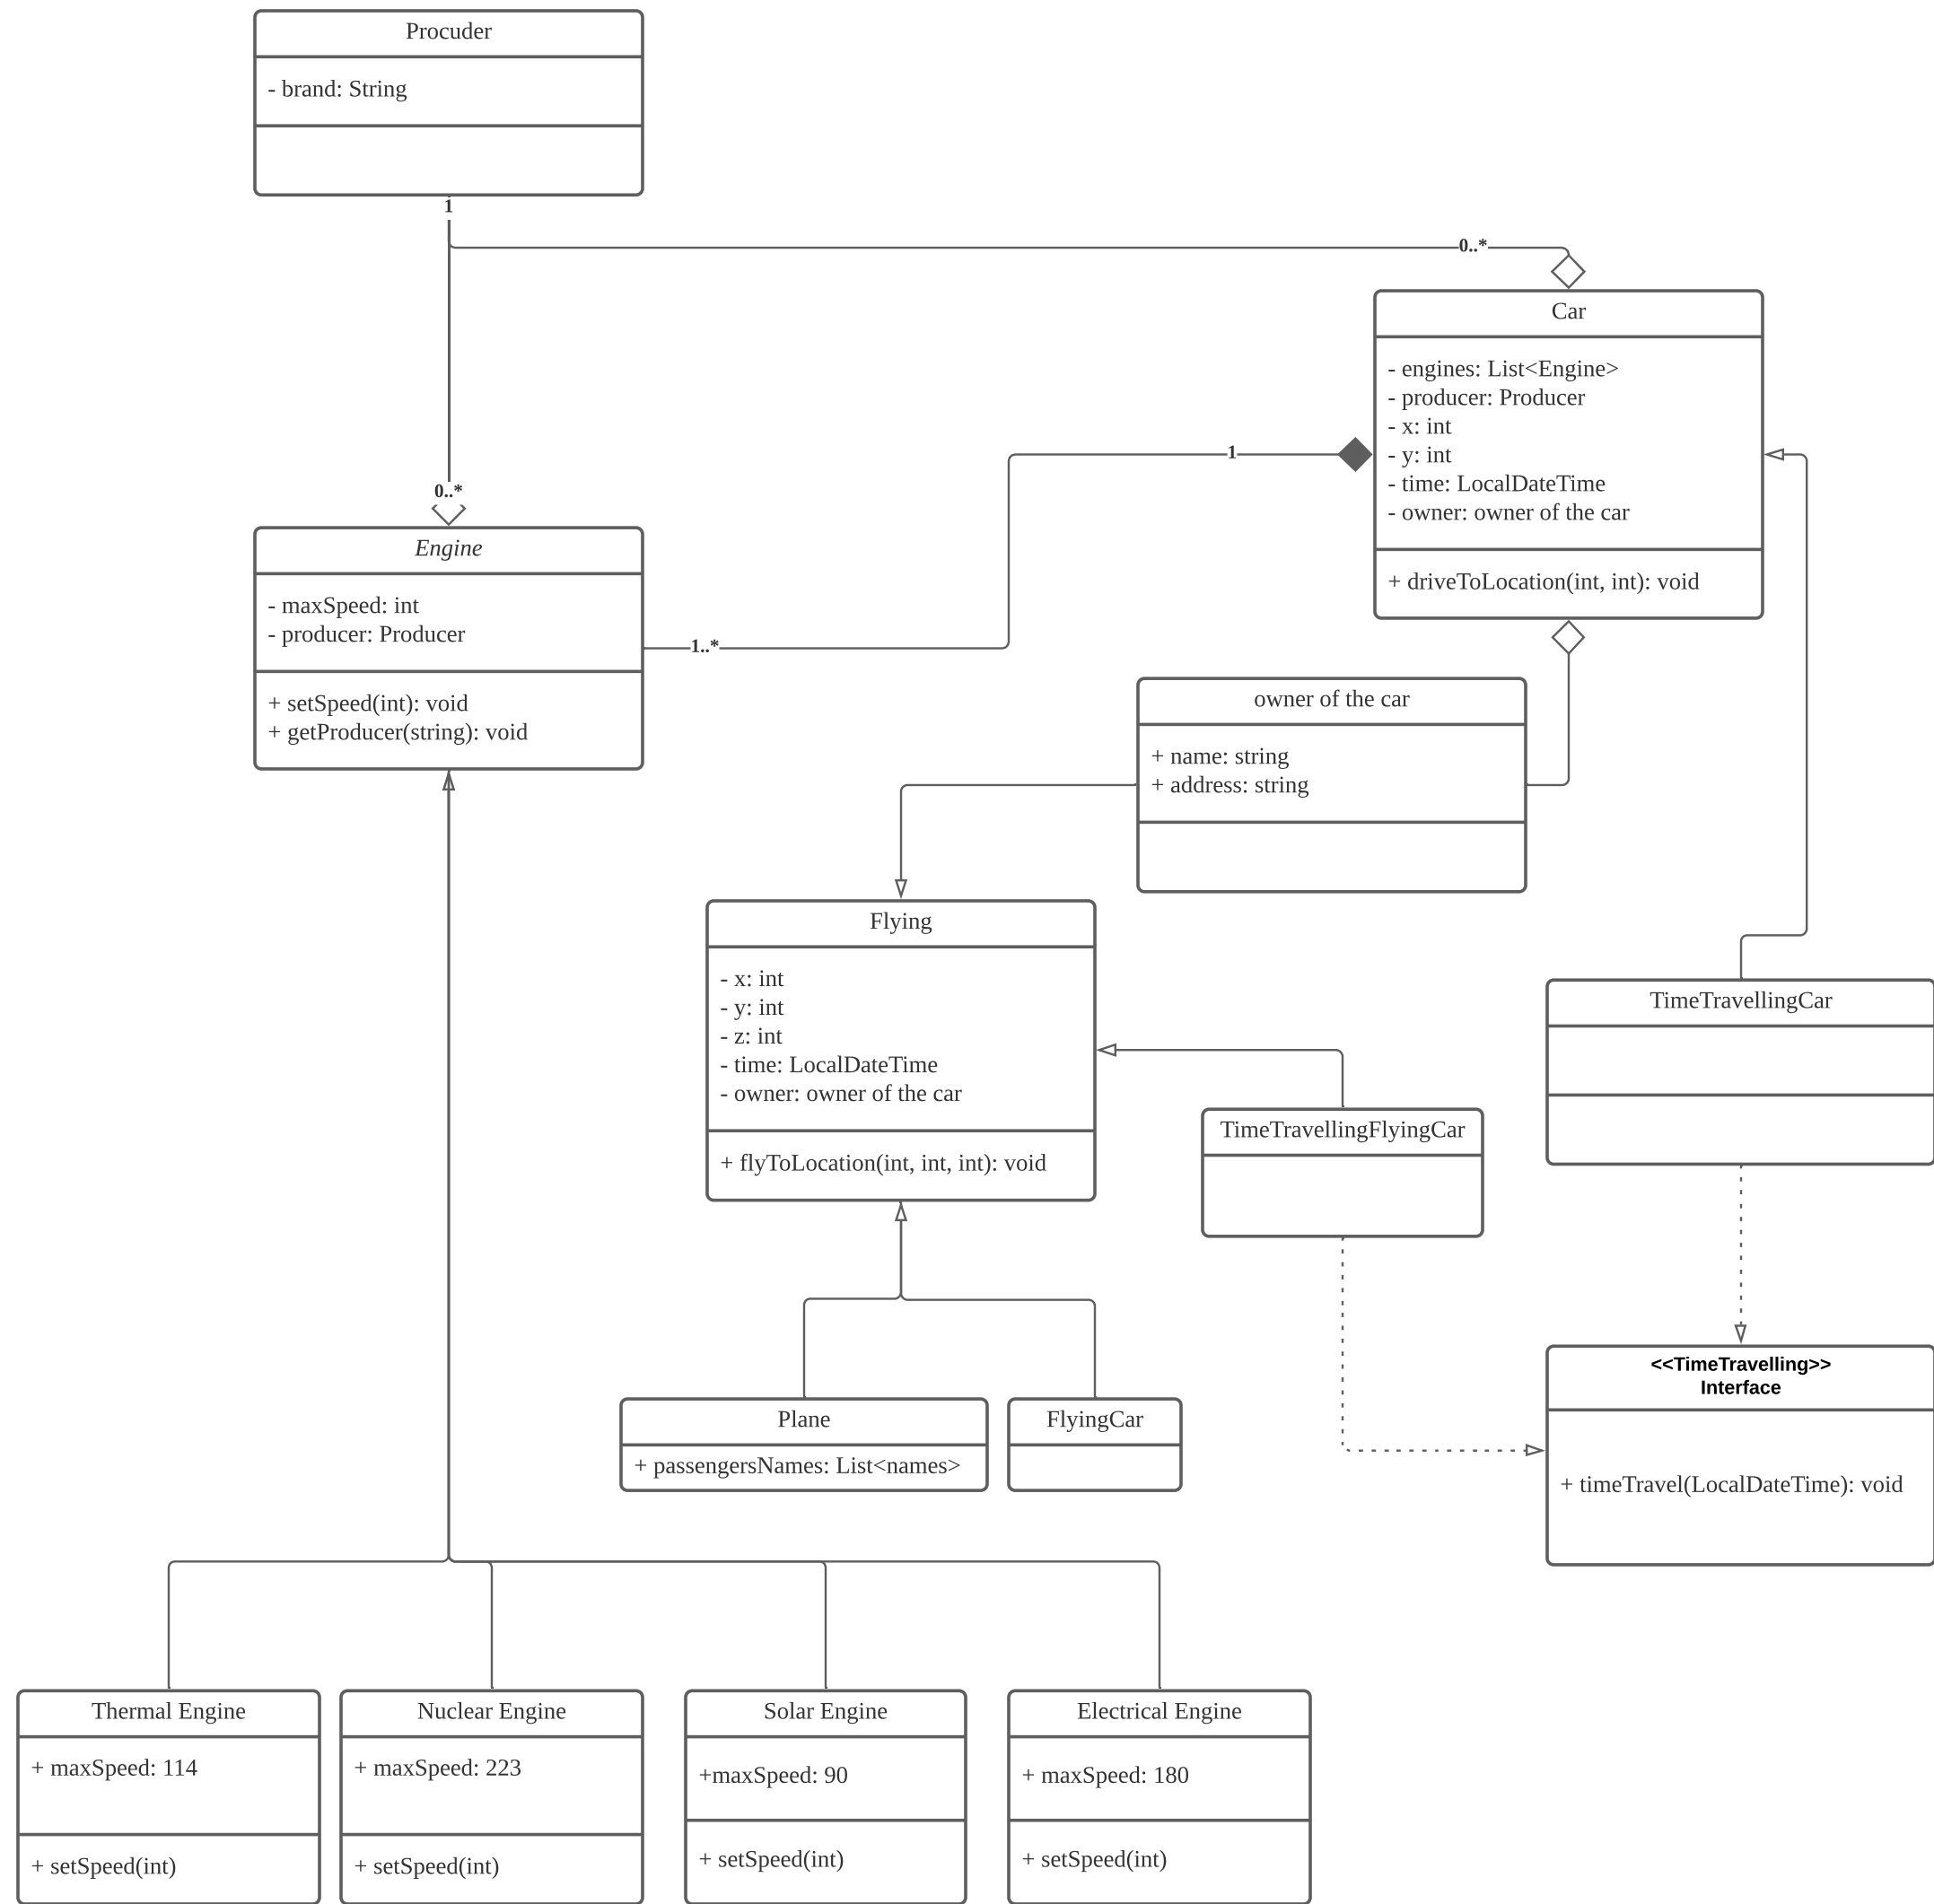 Procuder
- brand: String
1
0..*
0..*
Car
- engines: List<Engine>
- producer: Producer
- x: int
- y: int
- time: LocalDateTime
- owner: owner of the car
+ driveToLocation(int, int): void
1
Engine
- maxSpeed: int
- producer: Producer
+ setSpeed(int): void
+ getProducer(string): void
1..*
owner of the car
+ name: string
+ address: string
Flying
- x: int
- y: int
- z: int
- time: LocalDateTime
- owner: owner of the car
+ flyToLocation(int, int, int): void
TimeTravellingCar
TimeTravellingFlyingCar
<<TimeTravelling>>
Interface
+ timeTravel(LocalDateTime): void
Plane
+ passengersNames: List<names>
FlyingCar
Thermal Engine
+ maxSpeed: 114
+ setSpeed(int)
Nuclear Engine
+ maxSpeed: 223
+ setSpeed(int)
Solar Engine
+maxSpeed: 90
+ setSpeed(int)
Electrical Engine
+ maxSpeed: 180
+ setSpeed(int)